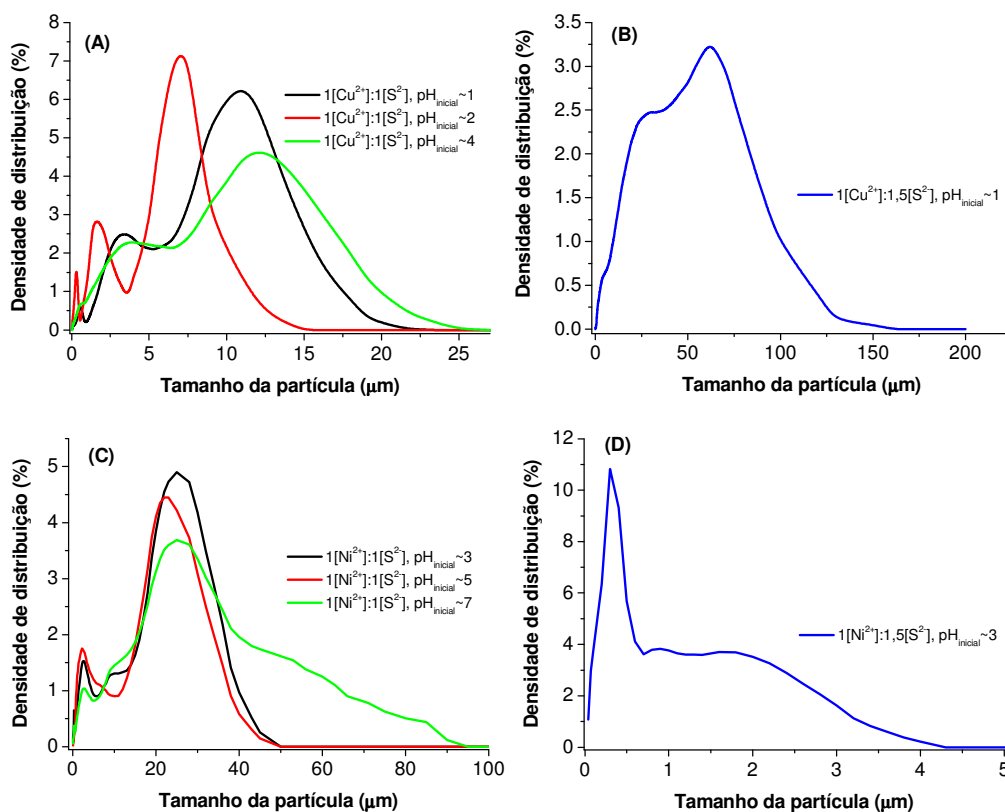 (A)
8
7
6
5
4
3
2
1
0
0 5 10 15 20 25
Densidade de distribuição (%)
Tamanho da partícula (µm)
1[Cu²⁺]:1[S²⁻], pHinicial~1
1[Cu²⁺]:1[S²⁻], pHinicial~2
1[Cu²⁺]:1[S²⁻], pHinicial~4
(B)
3.5
3.0
2.5
2.0
1.5
1.0
0.5
0.0
0 50 100 150 200
Densidade de distribuição (%)
Tamanho da partícula (µm)
1[Cu²⁺]:1,5[S²⁻], pHinicial~1
(C)
5
4
3
2
1
0
0 20 40 60 80 100
Densidade de distribuição (%)
Tamanho da partícula (µm)
1[Ni²⁺]:1[S²⁻], pHinicial~3
1[Ni²⁺]:1[S²⁻], pHinicial~5
1[Ni²⁺]:1[S²⁻], pHinicial~7
(D)
12
10
8
6
4
2
0
0 1 2 3 4 5
Densidade de distribuição (%)
Tamanho da partícula (µm)
1[Ni²⁺]:1,5[S²⁻], pHinicial~3